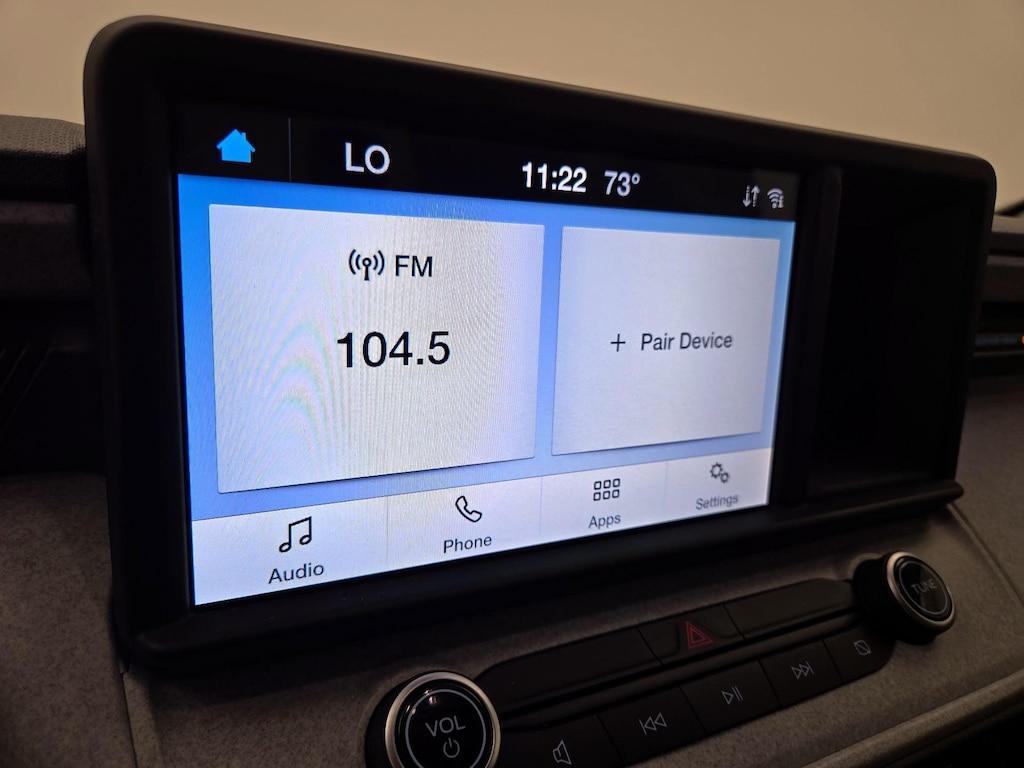 LO
11:22 73°
FM
104.5
+ Pair Device
Audio
Phone
Apps
Settings
VOL
TUNE